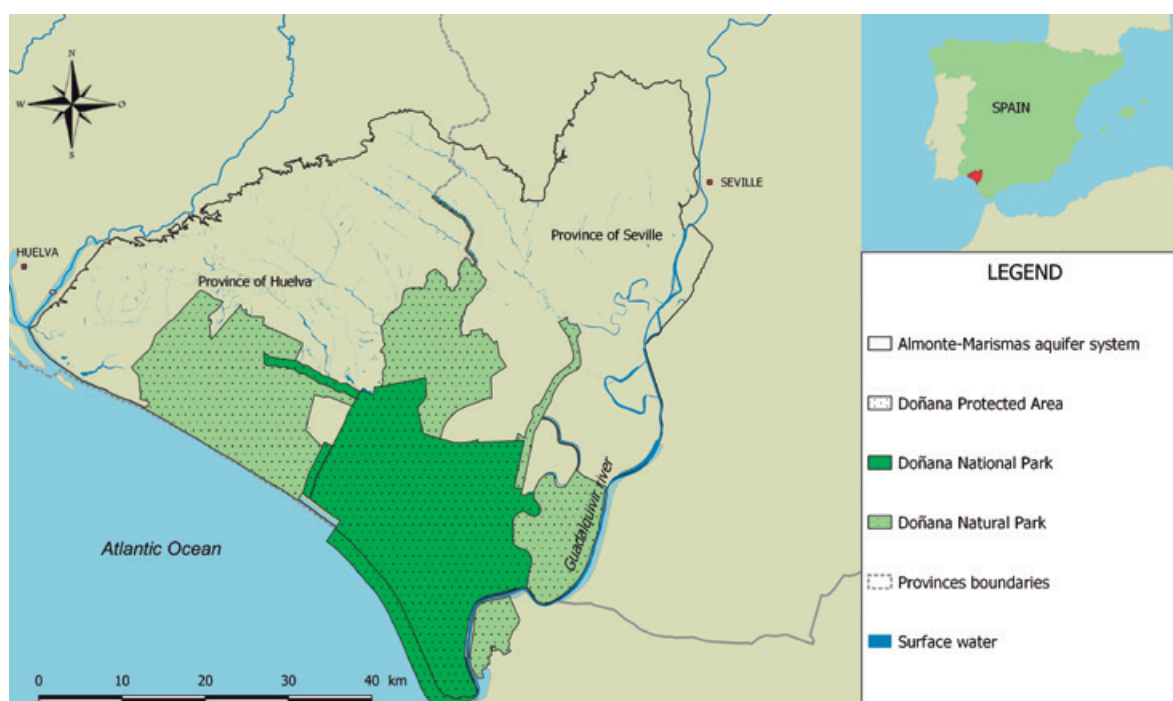 N
W
O
S
HUELVA
Province of Huelva
Province of Seville
SEVILLE
Guadalquivir river
Atlantic Ocean
0 10 20 30 40 km
SPAIN
LEGEND
Almonte-Marismas aquifer system
Doñana Protected Area
Doñana National Park
Doñana Natural Park
Provinces boundaries
Surface water